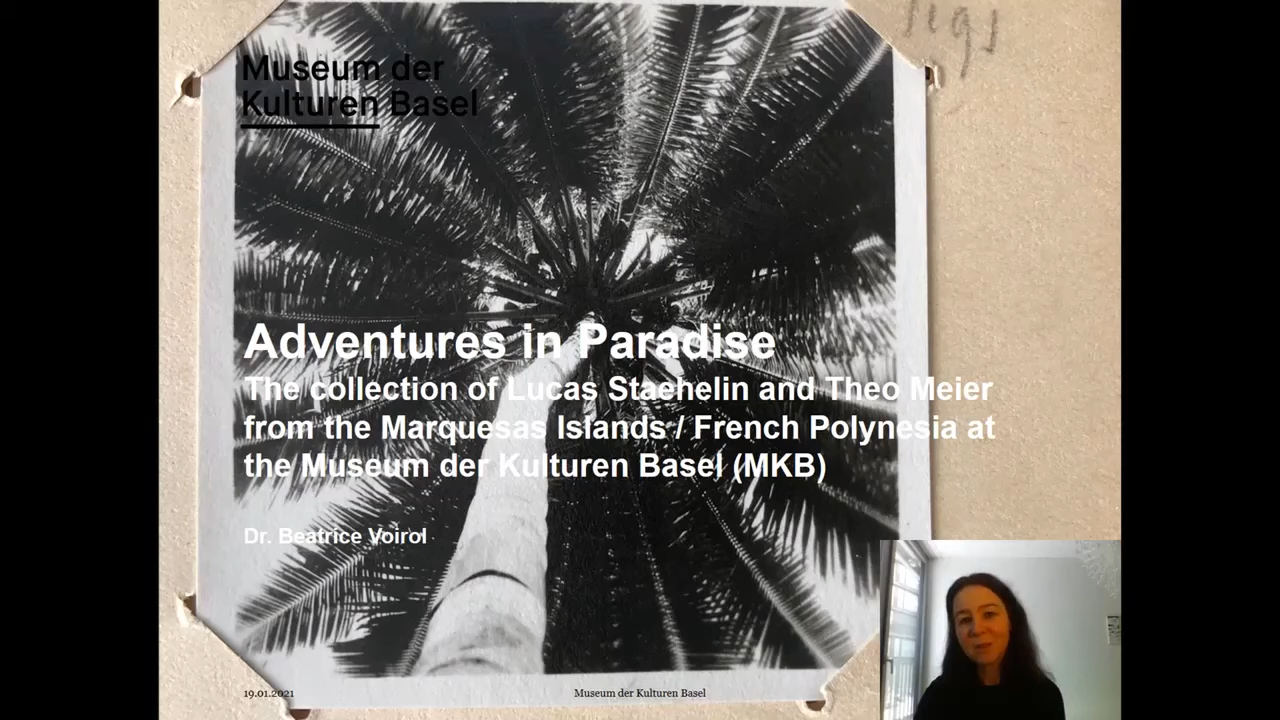 Museum der
Kulturen Basel
Adventures in Paradise
The collection of Lucas Staehelin and Theo Meier
from the Marquesas Islands / French Polynesia at
the Museum der Kulturen Basel (MKB)
Dr. Beatrice Voirol
19.01.2021
Museum der Kulturen Basel